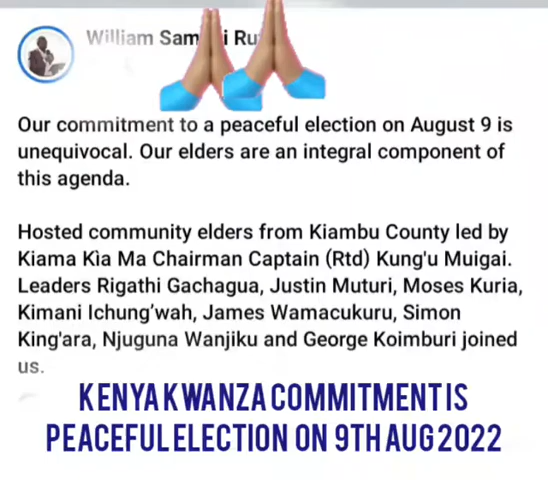 William Sam i Ru
Our commitment to a peaceful election on August 9 is
unequivocal. Our elders are an integral component of
this agenda.
Hosted community elders from Kiambu County led by
Kiama Kìa Ma Chairman Captain (Rtd) Kung'u Muigai.
Leaders Rigathi Gachagua, Justin Muturi, Moses Kuria,
Kimani Ichung’wah, James Wamacukuru, Simon
King'ara, Njuguna Wanjiku and George Koimburi joined
us.
KENYA KWANZA COMMITMENT IS
PEACEFUL ELECTION ON 9TH AUG 2022